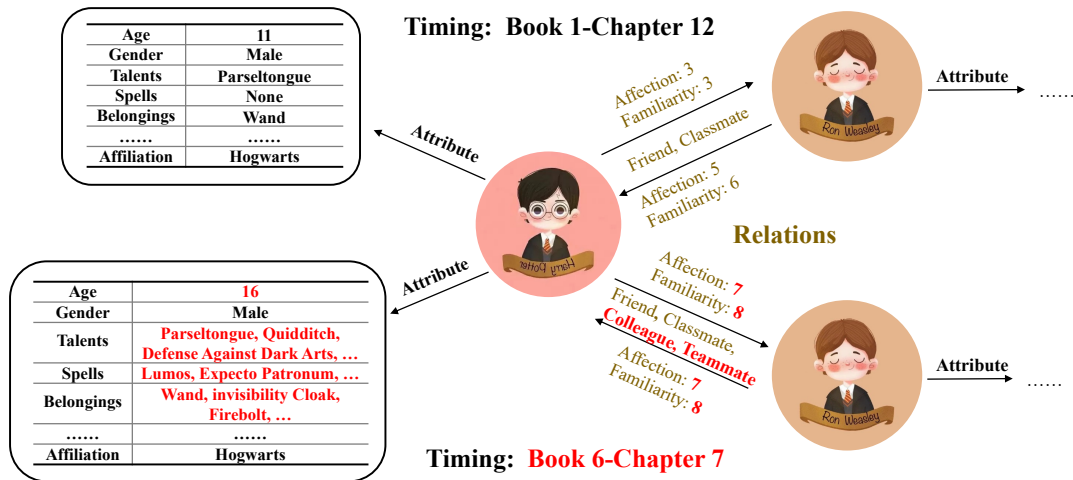 Timing: Book 1-Chapter 12
Age 11
Gender Male
Talents Parseltongue
Spells None
Belongings Wand
...... ......
Affiliation Hogwarts
Attribute
Affection: 3
Familiarity: 3
Friend, Classmate
Affection: 5
Familiarity: 6
Ron Weasley
Attribute
......
Harry Potter
Relations
Attribute
Age 16
Gender Male
Talents Parseltongue, Quidditch,
Defense Against Dark Arts, ...
Spells Lumos, Expecto Patronum, ...
Belongings Wand, invisibility Cloak,
Firebolt, ...
...... ......
Affiliation Hogwarts
Affection: 7
Familiarity: 8
Friend, Classmate,
Colleague, Teammate
Affection: 7
Familiarity: 8
Ron Weasley
Attribute
......
Timing: Book 6-Chapter 7